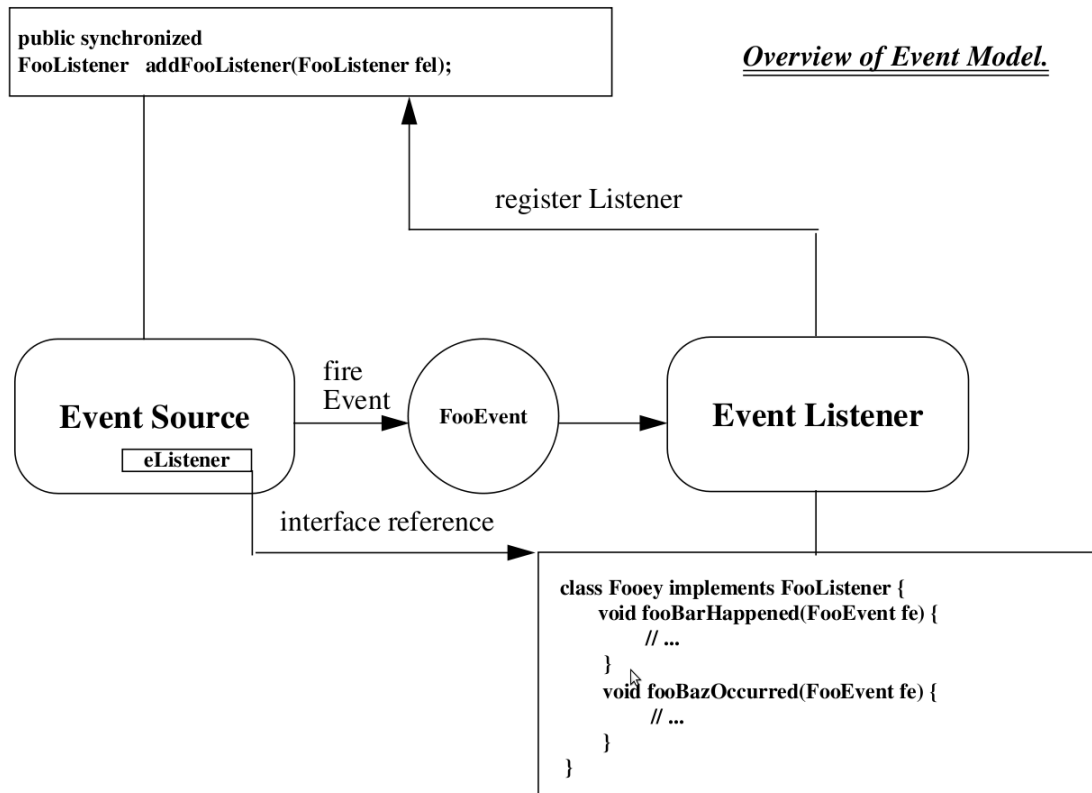 public synchronized
FooListener addFooListener(FooListener fel);
Overview of Event Model.
register Listener
fire
Event
Event Source
eListener
FooEvent
Event Listener
interface reference
class Fooey implements FooListener {
void fooBarHappened(FooEvent fe) {
// ...
}
void fooBazOccurred(FooEvent fe) {
// ...
}
}